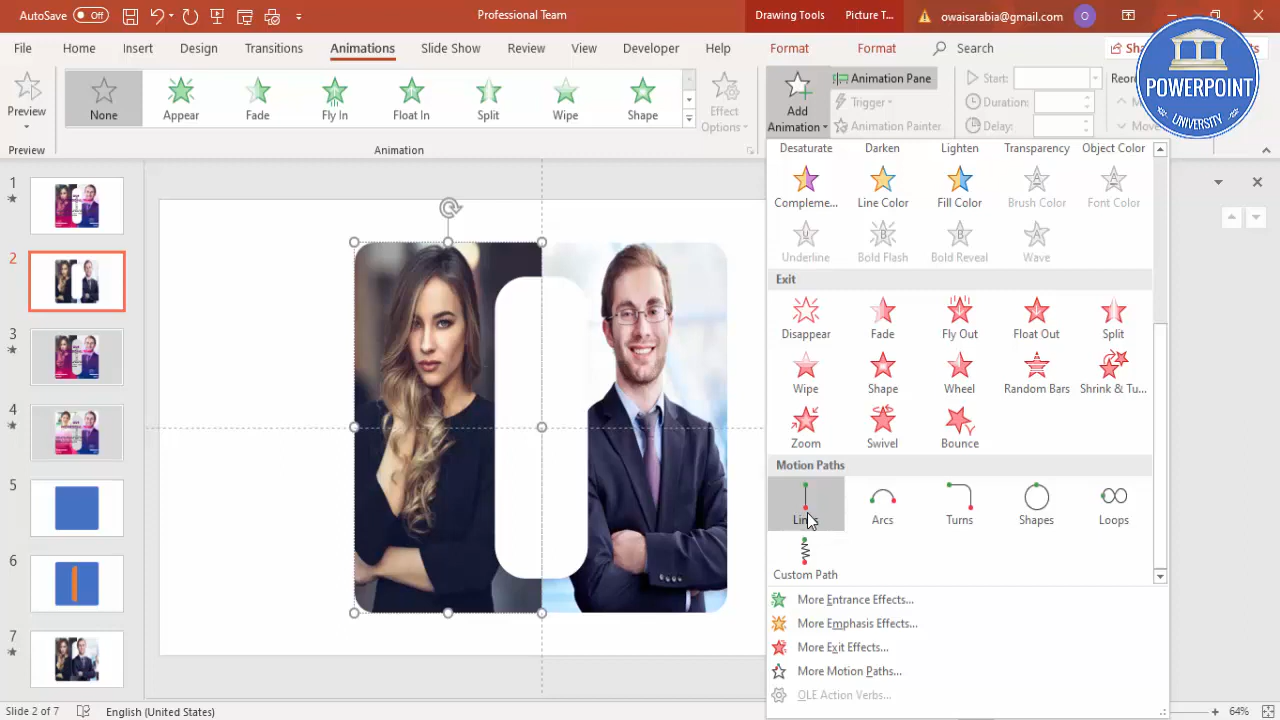 AutoSave Off
Professional Team
Drawing Tools
Picture T...
owaisarabia@gmail.com
O
File
Home
Insert
Design
Transitions
Animations
Slide Show
Review
View
Developer
Help
Format
Format
Search
POWERPOINT
UNIVERSITY
Preview
None
Appear
Fade
Fly In
Float In
Split
Wipe
Shape
Effect
Options
Add
Animation
Animation Pane
Trigger
Animation Painter
Start:
Duration:
Delay:
Move
Preview
Animation
Desaturate
Darken
Lighten
Transparency
Object Color
Compleme...
Line Color
Fill Color
Brush Color
Font Color
Underline
Bold Flash
Bold Reveal
Wave
Exit
Disappear
Fade
Fly Out
Float Out
Split
Wipe
Shape
Wheel
Random Bars
Shrink & Tu...
Zoom
Swivel
Bounce
Motion Paths
Lines
Arcs
Turns
Shapes
Loops
Custom Path
More Entrance Effects...
More Emphasis Effects...
More Exit Effects...
More Motion Paths...
OLE Action Verbs...
1
2
3
4
5
6
7
Slide 2 of 7
English (United States)
64%